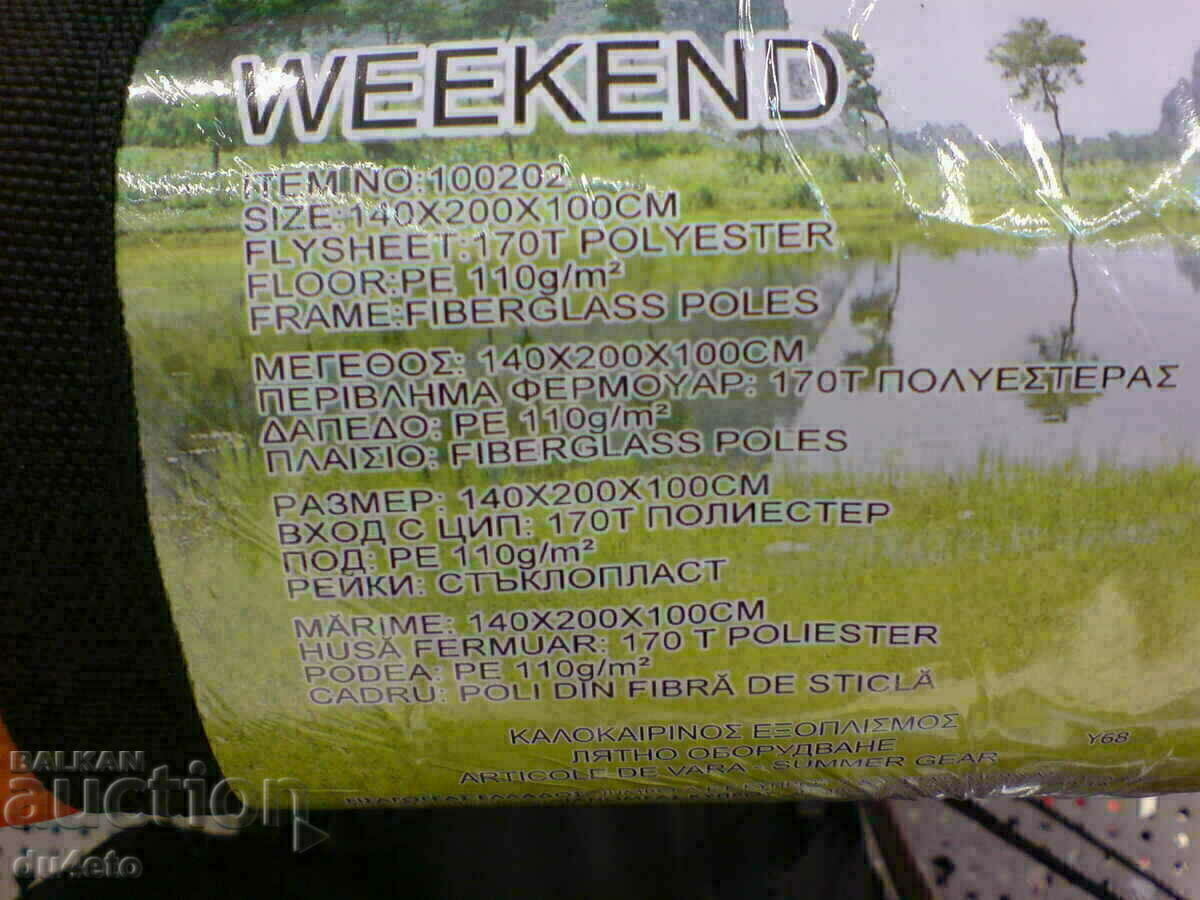 WEEKEND
ITEM NO:100202
SIZE:140X200X100CM
FLYSHEET:170T POLYESTER
FLOOR:PE 110g/m²
FRAME:FIBERGLASS POLES
ΜΕΓΕΘΟΣ: 140X200X100CM
ΠΕΡΙΒΛΗΜΑ ΦΕΡΜΟΥΑΡ: 170T ΠΟΛΥΕΣΤΕΡΑΣ
ΔΑΠΕΔΟ: PE 110g/m²
ΠΛΑΙΣΙΟ: FIBERGLASS POLES
РАЗМЕР: 140X200X100CM
ВХОД С ЦИП: 170T ПОЛИЕСТЕР
ПОД: PE 110g/m²
РЕЙКИ: СТЪКЛОПЛАСТ
MĂRIME: 140X200X100CM
HUSĂ FERMUAR: 170 T POLIESTER
PODEA: PE 110g/m²
CADRU: POLI DIN FIBRĂ DE STICLĂ
ΚΑΛΟΚΑΙΡΙΝΟΣ ΕΞΟΠΛΙΣΜΟΣ
ЛЯТНО ОБОРУДВАНЕ
Y68
ARTICOLE DE VARA - SUMMER GEAR
BALKAN
auction
du4eto